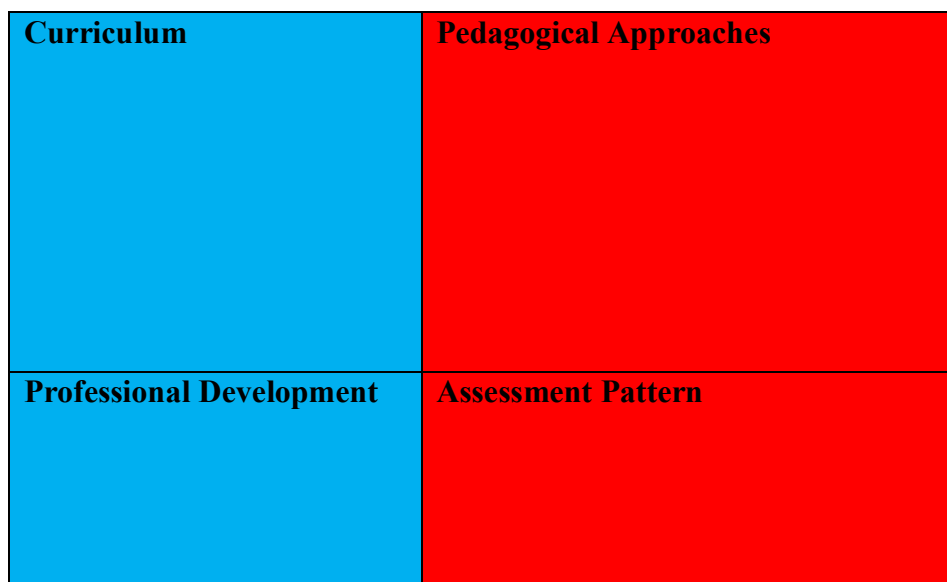 Curriculum
Pedagogical Approaches
Professional Development
Assessment Pattern